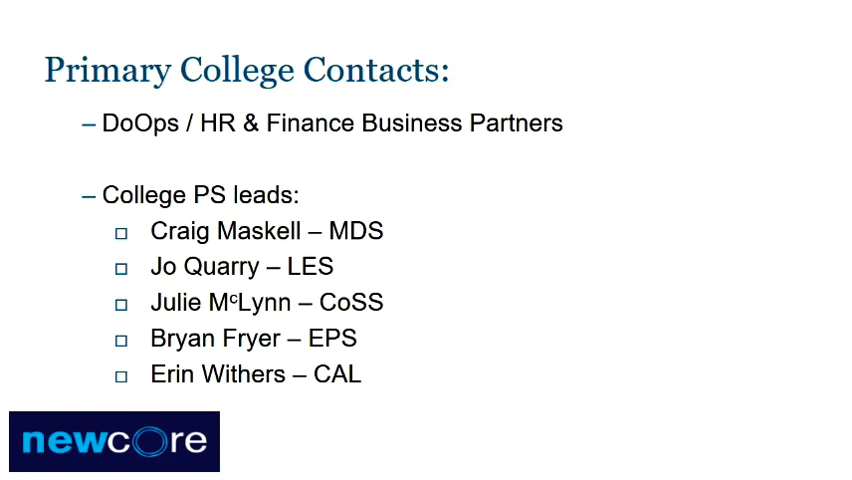 Primary College Contacts:
– DoOps / HR & Finance Business Partners
– College PS leads:
Craig Maskell – MDS
Jo Quarry – LES
Julie MᶜLynn – CoSS
Bryan Fryer – EPS
Erin Withers – CAL
newcore